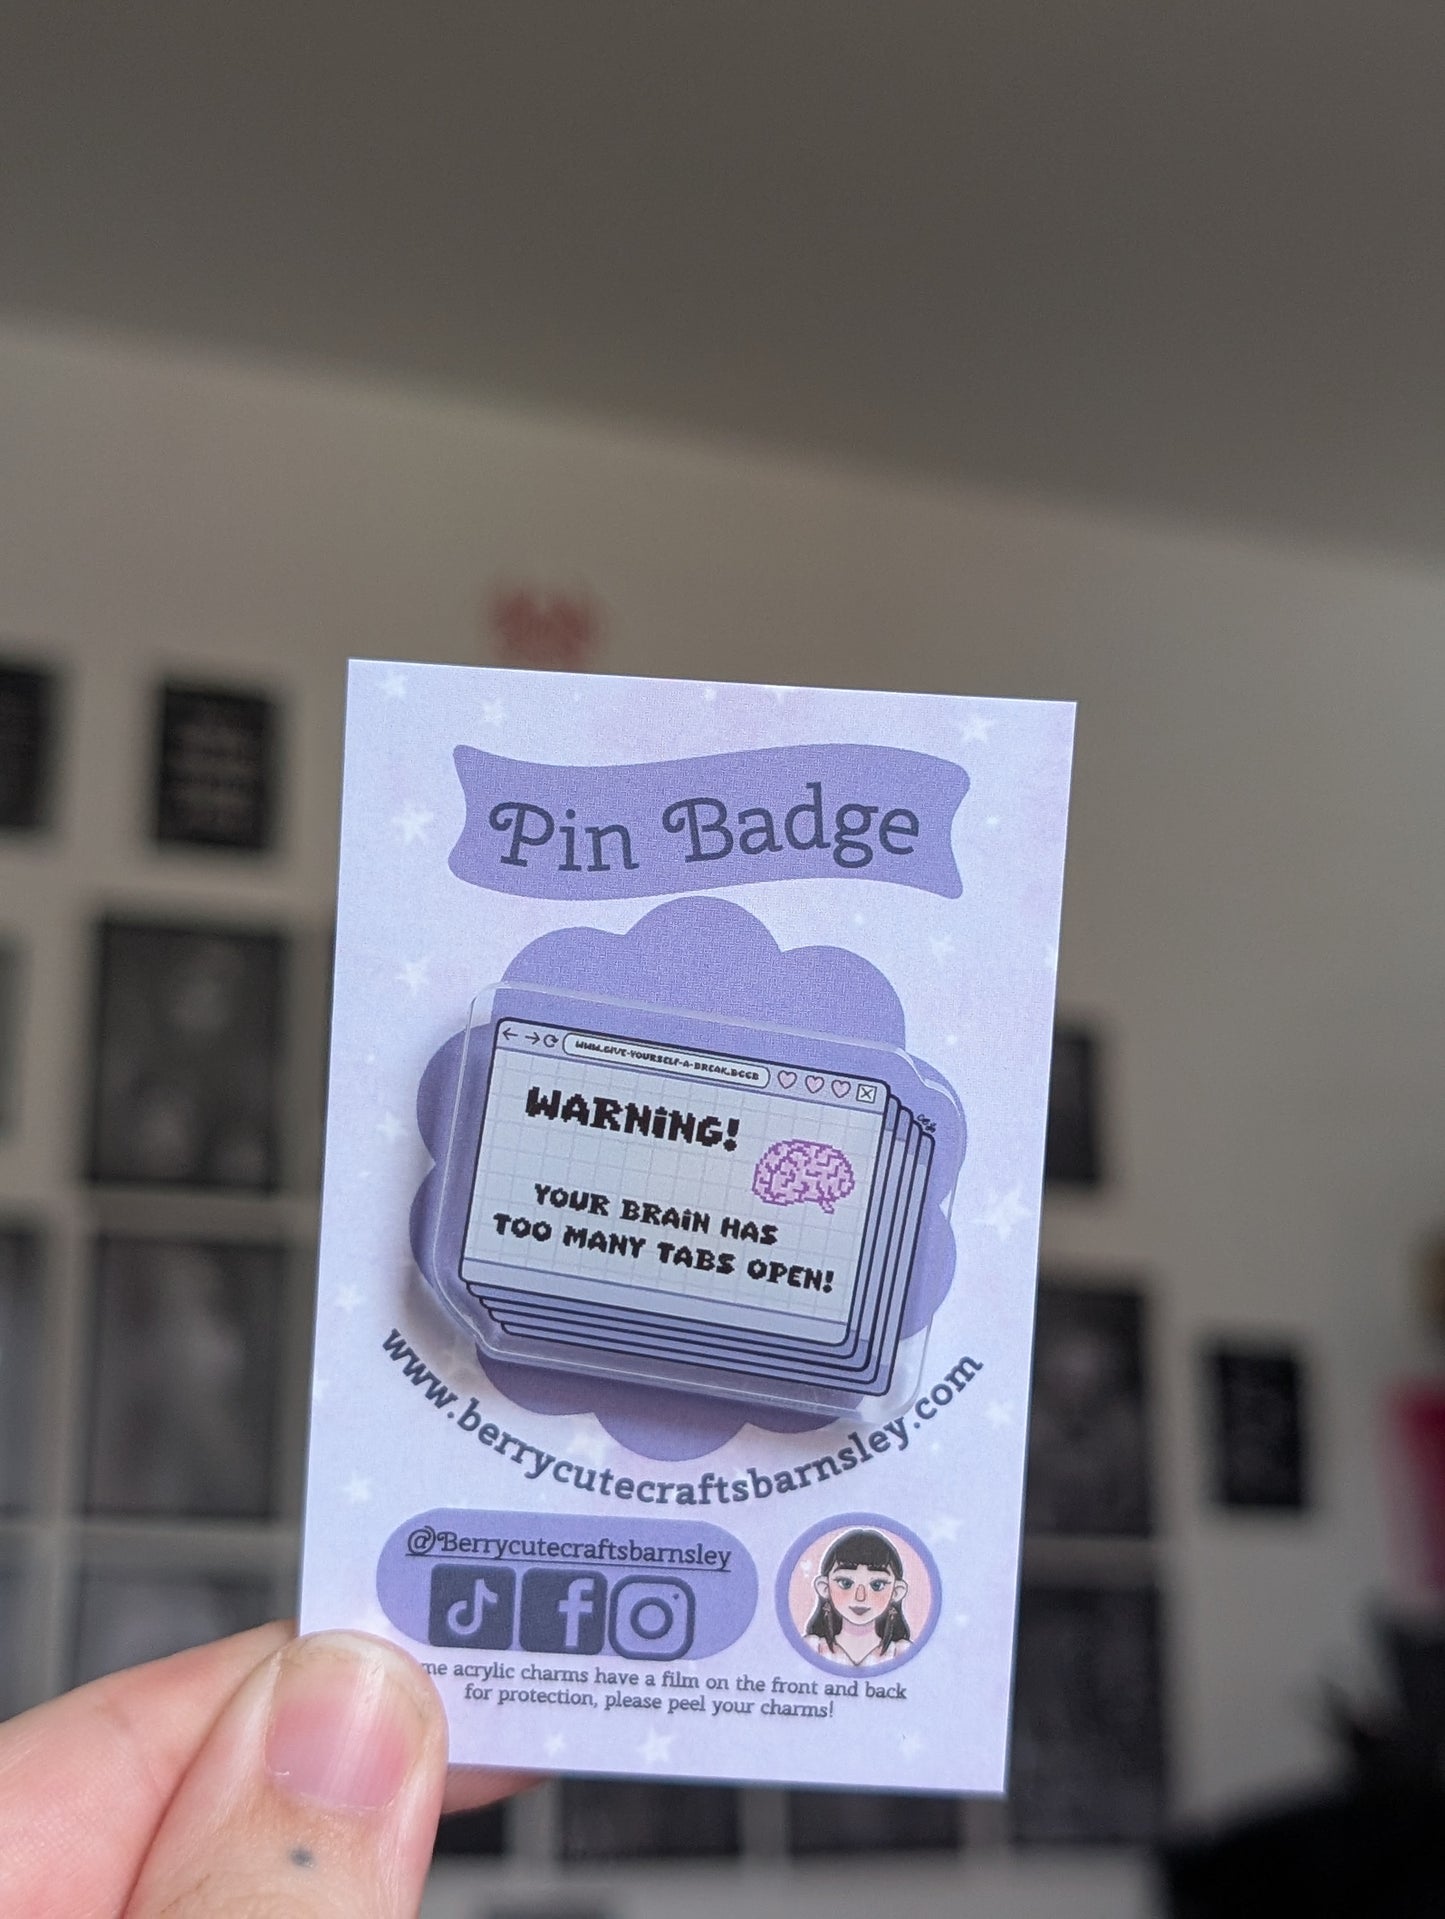 Pin Badge
WWW.GIVE-YOURSELF-A-BREAK.BCCB
WARNING!
YOUR BRAIN HAS
TOO MANY TABS OPEN!
www.berrycutecraftsbarnsley.com
@Berrycutecraftsbarnsley
acrylic charms have a film on the front and back
for protection, please peel your charms!